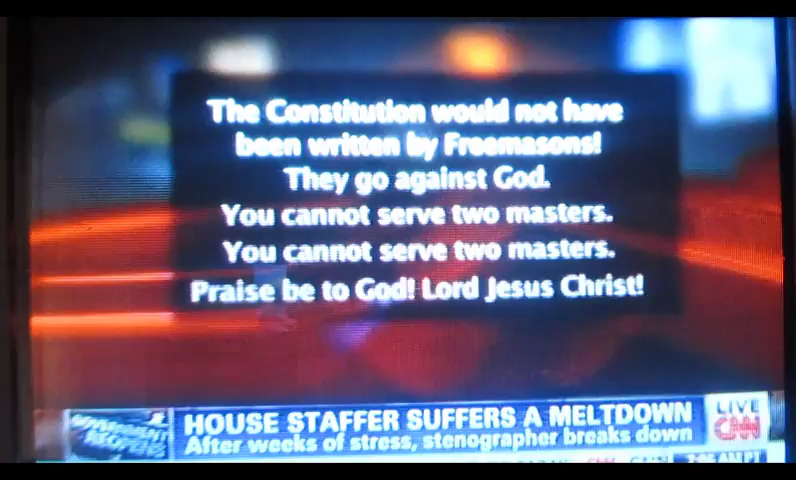 The Constitution would not have
been written by Freemasons!
They go against God.
You cannot serve two masters.
You cannot serve two masters.
Praise be to God! Lord Jesus Christ!
GOVERNMENT
REOPENS
HOUSE STAFFER SUFFERS A MELTDOWN
After weeks of stress, stenographer breaks down
LIVE
CNN